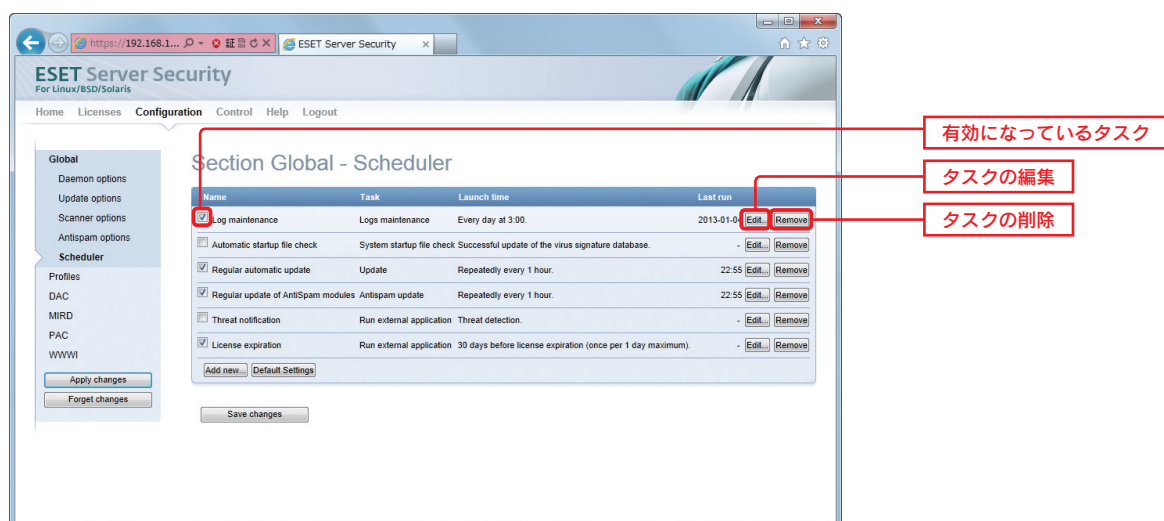 https://192.168.1...
ESET Server Security
ESET Server Security
For Linux/BSD/Solaris
Home Licenses Configuration Control Help Logout
Global
Daemon options
Update options
Scanner options
Antispam options
Scheduler
Profiles
DAC
MIRD
PAC
WWWI
Apply changes
Forget changes
Section Global - Scheduler
Name Task Launch time Last run
Log maintenance Logs maintenance Every day at 3:00. 2013-01-04 Edit... Remove
Automatic startup file check System startup file check Successful update of the virus signature database. - Edit... Remove
Regular automatic update Update Repeatedly every 1 hour. 22:55 Edit... Remove
Regular update of AntiSpam modules Antispam update Repeatedly every 1 hour. 22:55 Edit... Remove
Threat notification Run external application Threat detection. - Edit... Remove
License expiration Run external application 30 days before license expiration (once per 1 day maximum). - Edit... Remove
Add new... Default Settings
Save changes
有効になっているタスク
タスクの編集
タスクの削除